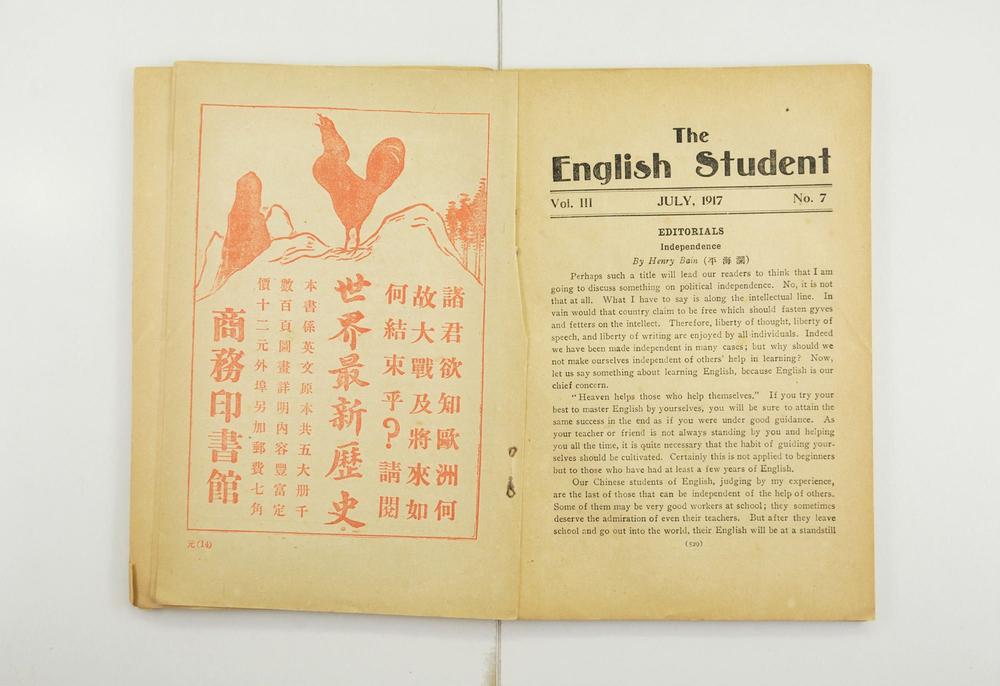 諸君欲知歐洲何
故大戰及將來如
何結束乎?請閱
世界最新歷史
本書係英文原本共五大册千
數百頁圖畫詳明內容豐富定
價十二元外埠另加郵費七角
商務印書館
元(14)
The
English Student
Vol. III JULY, 1917 No. 7
EDITORIALS
Independence
By Henry Bain (平海瀾)
Perhaps such a title will lead our readers to think that I am
going to discuss on political independence. No, it is not
that at all. What I have to say is along the intellectual line. In
vain would that country claim to be free which should fasten gyves
and fetters on the intellect. Therefore, liberty of thought, liberty of
speech, and liberty of writing are enjoyed by all individuals. Indeed
we have been made independent in many cases; but why should we
not make ourselves independent of others' help in learning? Now,
let us say something about learning English, because English is our
chief concern.
"Heaven helps those who help themselves." If you try your
best to master English by yourselves, you will be sure to attain the
same success in the end as if you were under good guidance. As
your teacher or friend is not always standing by you and helping
you all the time, it is quite necessary that the habit of guiding your-
selves should be cultivated. Certainly this is not applied to beginners
but to those who have had at least a few years of English.
Our Chinese students of English, judging by my experience,
are the last of those that can be independent of the help of others.
Some of them may be very good workers at school; they sometimes
deserve the admiration of even their teachers. But after they leave
school and go out into the world, their English will be at a standstill
(529)